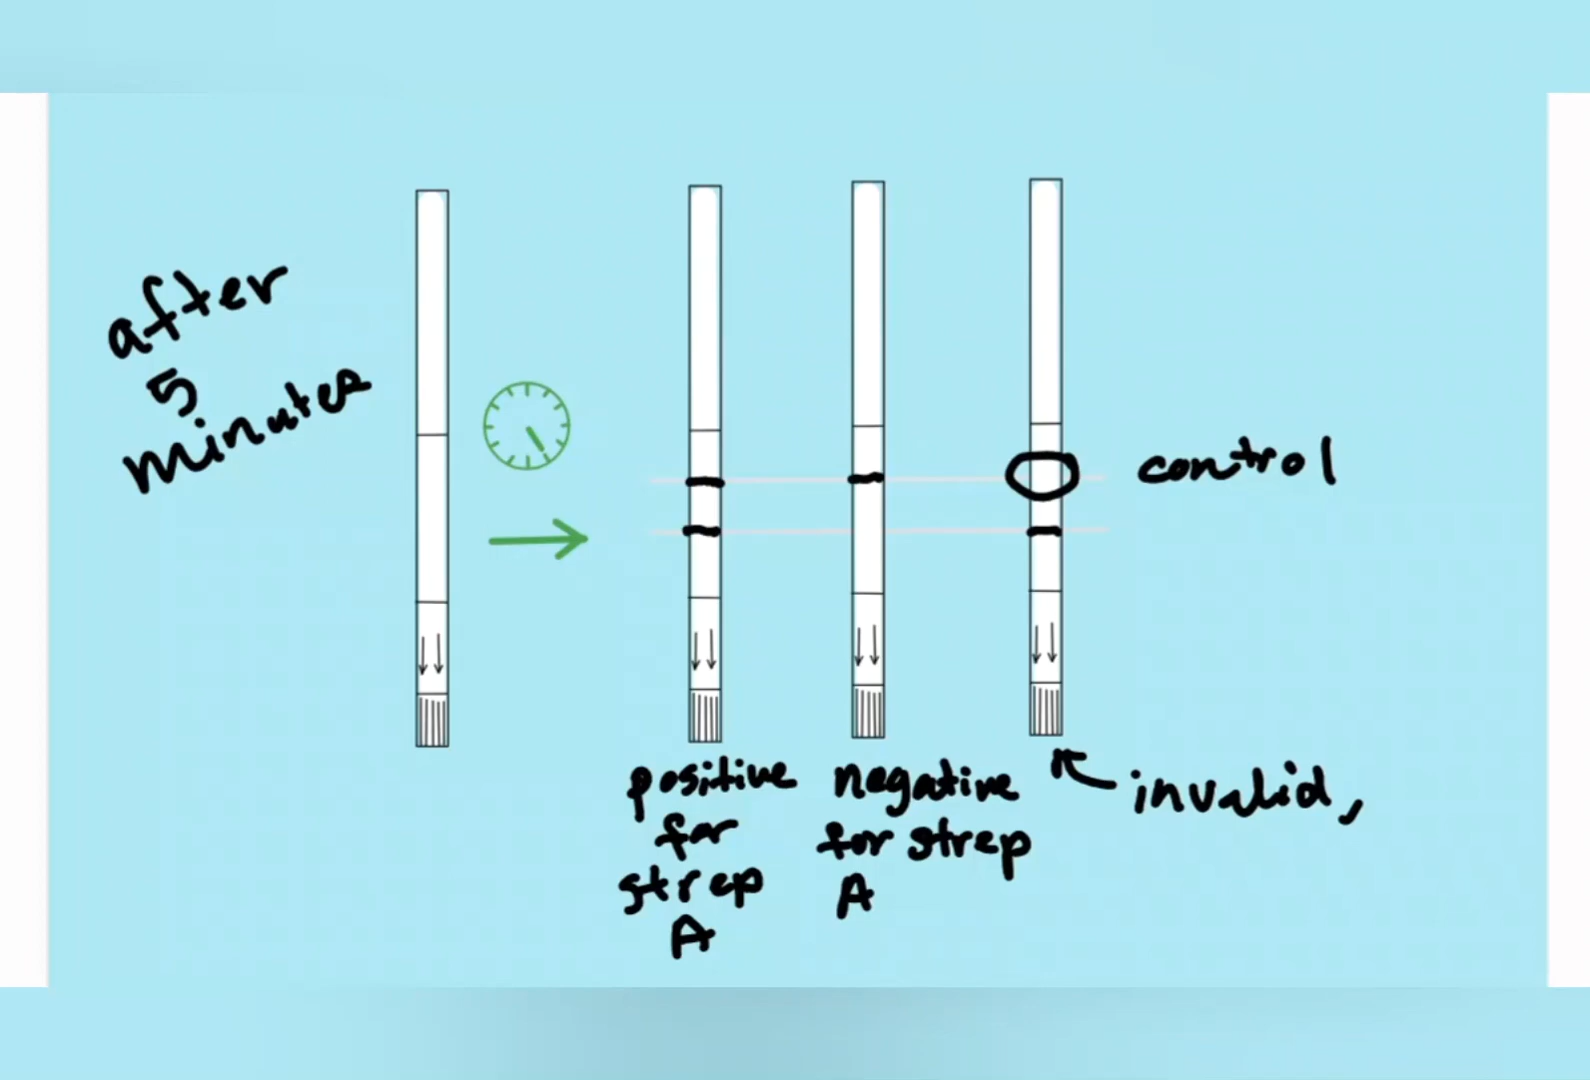 after
5
minutes
control
positive
for
strep
A
negative
for strep
A
invalid,